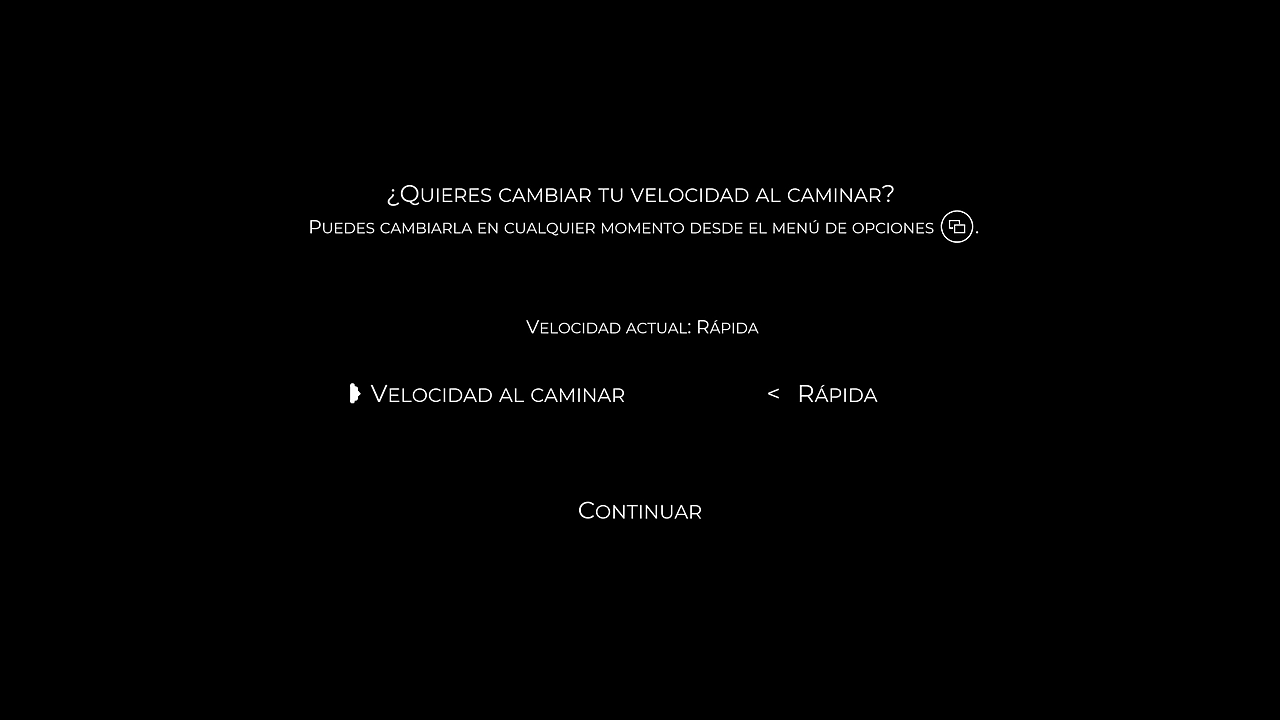 ¿Quieres cambiar tu velocidad al caminar?
Puedes cambiarla en cualquier momento desde el menú de opciones .
Velocidad actual: Rápida
Velocidad al caminar < Rápida
Continuar